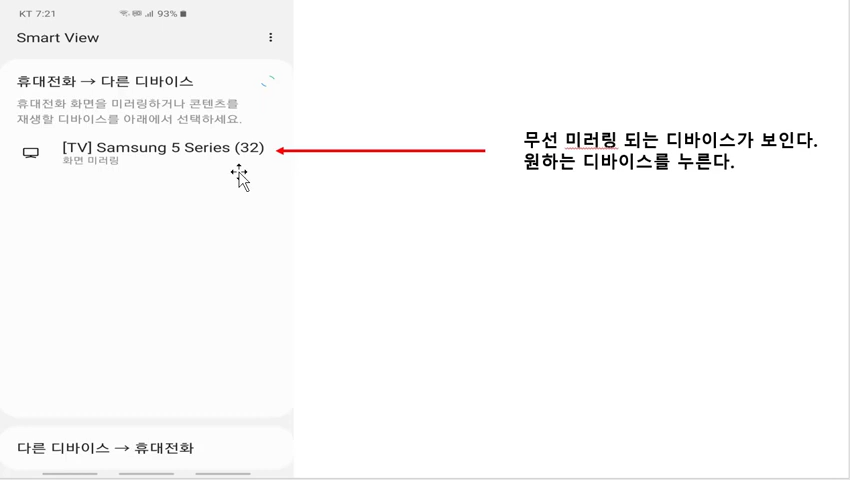 KT 7:21 93%
Smart View
휴대전화 → 다른 디바이스
휴대전화 화면을 미러링하거나 콘텐츠를
재생할 디바이스를 아래에서 선택하세요.
[TV] Samsung 5 Series (32)
화면 미러링
무선 미러링 되는 디바이스가 보인다.
원하는 디바이스를 누른다.
다른 디바이스 → 휴대전화